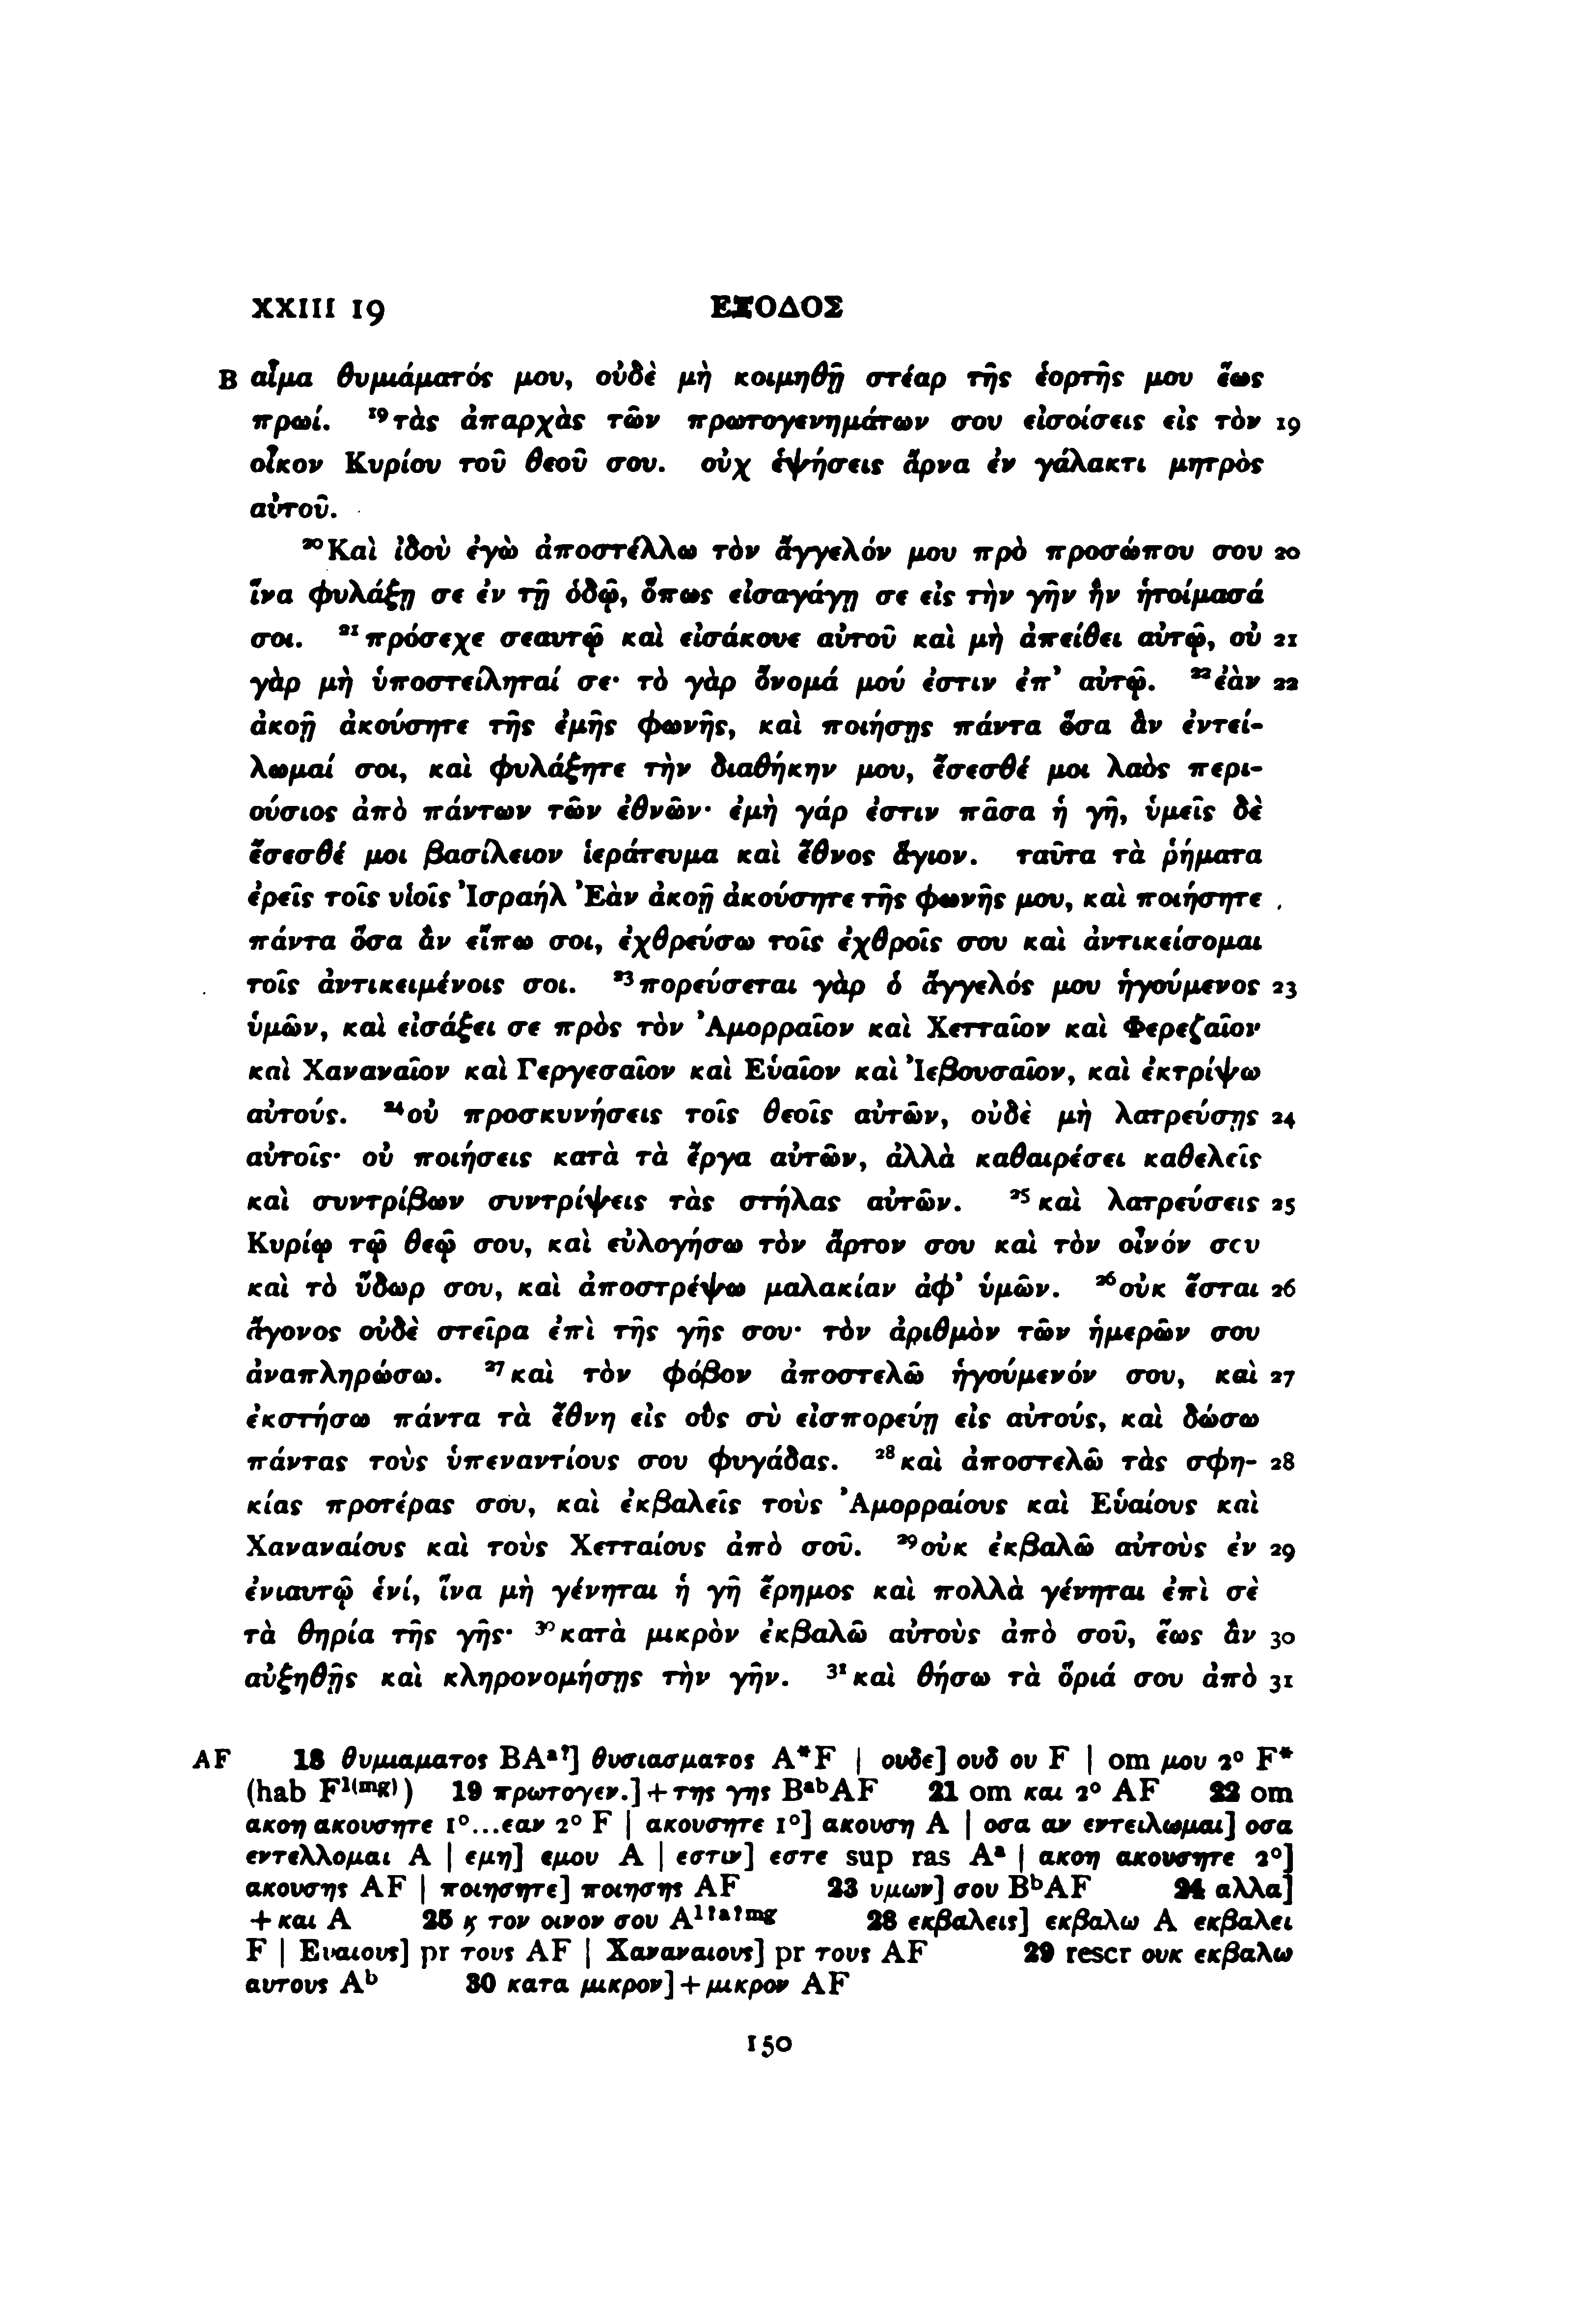 XXIII 19 ΕΞΟΔΟΣ
B αἷμα θυμιάματός μου, οὐδὲ μὴ κοιμηθῇ στέαρ τῆς ἑορτῆς μου ἕως
πρωί. ¹⁹τὰς ἀπαρχὰς τῶν πρωτογενημάτων σου εἰσοίσεις εἰς τὸν 19
οἶκον Κυρίου τοῦ θεοῦ σου. οὐχ ἑψήσεις ἄρνα ἐν γάλακτι μητρὸς
αὐτοῦ.
²⁰Καὶ ἰδοὺ ἐγὼ ἀποστέλλω τὸν ἄγγελόν μου πρὸ προσώπου σου 20
ἵνα φυλάξῃ σε ἐν τῇ ὁδῷ, ὅπως εἰσαγάγῃ σε εἰς τὴν γῆν ἣν ἡτοίμασά
σοι. ²¹πρόσεχε σεαυτῷ καὶ εἰσάκουε αὐτοῦ καὶ μὴ ἀπείθει αὐτῷ, οὐ 21
γὰρ μὴ ὑποστείληταί σε· τὸ γὰρ ὄνομά μού ἐστιν ἐπ’ αὐτῷ. ²²ἐὰν 22
ἀκοῇ ἀκούσητε τῆς ἐμῆς φωνῆς, καὶ ποιήσῃς πάντα ὅσα ἂν ἐντεί-
λωμαί σοι, καὶ φυλάξητε τὴν διαθήκην μου, ἔσεσθέ μοι λαὸς περι-
ούσιος ἀπὸ πάντων τῶν ἐθνῶν· ἐμὴ γάρ ἐστιν πᾶσα ἡ γῆ, ὑμεῖς δὲ
ἔσεσθέ μοι βασίλειον ἱεράτευμα καὶ ἔθνος ἅγιον. ταῦτα τὰ ῥήματα
ἐρεῖς τοῖς υἱοῖς Ἰσραήλ Ἐὰν ἀκοῇ ἀκούσητε τῆς φωνῆς μου, καὶ ποιήσητε
πάντα ὅσα ἂν εἴπω σοι, ἐχθρεύσω τοῖς ἐχθροῖς σου καὶ ἀντικείσομαι
τοῖς ἀντικειμένοις σοι. ²³πορεύσεται γὰρ ὁ ἄγγελός μου ἡγούμενος 23
ὑμῶν, καὶ εἰσάξει σε πρὸς τὸν Ἀμορραῖον καὶ Χετταῖον καὶ Φερεζαῖον
καὶ Χαναναῖον καὶ Γεργεσαῖον καὶ Εὑαῖον καὶ Ἰεβουσαῖον, καὶ ἐκτρίψω
αὐτούς. ²⁴οὐ προσκυνήσεις τοῖς θεοῖς αὐτῶν, οὐδὲ μὴ λατρεύσῃς 24
αὐτοῖς· οὐ ποιήσεις κατὰ τὰ ἔργα αὐτῶν, ἀλλὰ καθαιρέσει καθελεῖς
καὶ συντρίβων συντρίψεις τὰς στήλας αὐτῶν. ²⁵καὶ λατρεύσεις 25
Κυρίῳ τῷ θεῷ σου, καὶ εὐλογήσω τὸν ἄρτον σου καὶ τὸν οἶνόν σου
καὶ τὸ ὕδωρ σου, καὶ ἀποστρέψω μαλακίαν ἀφ’ ὑμῶν. ²⁶οὐκ ἔσται 26
ἄγονος οὐδὲ στεῖρα ἐπὶ τῆς γῆς σου· τὸν ἀριθμὸν τῶν ἡμερῶν σου
ἀναπληρώσω. ²⁷καὶ τὸν φόβον ἀποστελῶ ἡγούμενόν σου, καὶ 27
ἐκστήσω πάντα τὰ ἔθνη εἰς οὓς σὺ εἰσπορεύῃ εἰς αὐτούς, καὶ δώσω
πάντας τοὺς ὑπεναντίους σου φυγάδας. ²⁸καὶ ἀποστελῶ τὰς σφη- 28
κίας προτέρας σου, καὶ ἐκβαλεῖς τοὺς Ἀμορραίους καὶ Εὑαίους καὶ
Χαναναίους καὶ τοὺς Χετταίους ἀπὸ σοῦ. ²⁹οὐκ ἐκβαλῶ αὐτοὺς ἐν 29
ἐνιαυτῷ ἑνί, ἵνα μὴ γένηται ἡ γῆ ἔρημος καὶ πολλὰ γένηται ἐπὶ σὲ
τὰ θηρία τῆς γῆς· ³⁰κατὰ μικρὸν ἐκβαλῶ αὐτοὺς ἀπὸ σοῦ, ἕως ἂν 30
αὐξηθῇς καὶ κληρονομήσῃς τὴν γῆν. ³¹καὶ θήσω τὰ ὅριά σου ἀπὸ 31
AF 18 θυμιαματος BAᵃ?] θυσιασματος A*F | ουδε] ουδ ου F | om μου 2° F*
(hab F¹⁽ᵐᵍ⁾) 19 πρωτογεν.]+της γης BᵃᵇAF 21 om και 2° AF 22 om
ακοη ακουσητε 1°...εαν 2° F | ακουσητε 1°] ακουση A | οσα αν εντειλωμαι] οσα
εντελλομαι A | εμη] εμου A | εστιν] εστε sup ras Aᵃ | ακοη ακουσητε 2°]
ακουσης AF | ποιησητε] ποιησης AF 23 υμων] σου BᵇAF 24 αλλα]
+και A 25 ϗ τον οινον σου A¹?ᵃ?ᵐᵍ 28 εκβαλεις] εκβαλω A εκβαλει
F | Ευαιους] pr τους AF | Χαναναιους] pr τους AF 29 rescr ουκ εκβαλω
αυτους Aᵇ 30 κατα μικρον]+μικρον AF
150